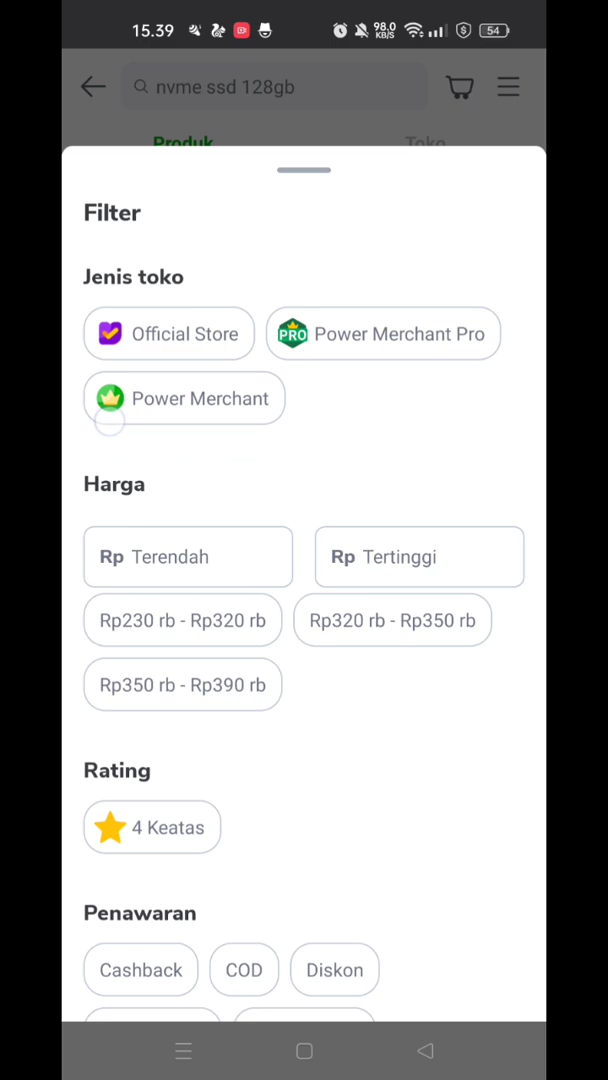 15.39
98.0
KB/S
54
nvme ssd 128gb
Produk Toko
Filter
Jenis toko
Official Store
PRO Power Merchant Pro
Power Merchant
Harga
Rp Terendah
Rp Tertinggi
Rp230 rb - Rp320 rb
Rp320 rb - Rp350 rb
Rp350 rb - Rp390 rb
Rating
4 Keatas
Penawaran
Cashback
COD
Diskon